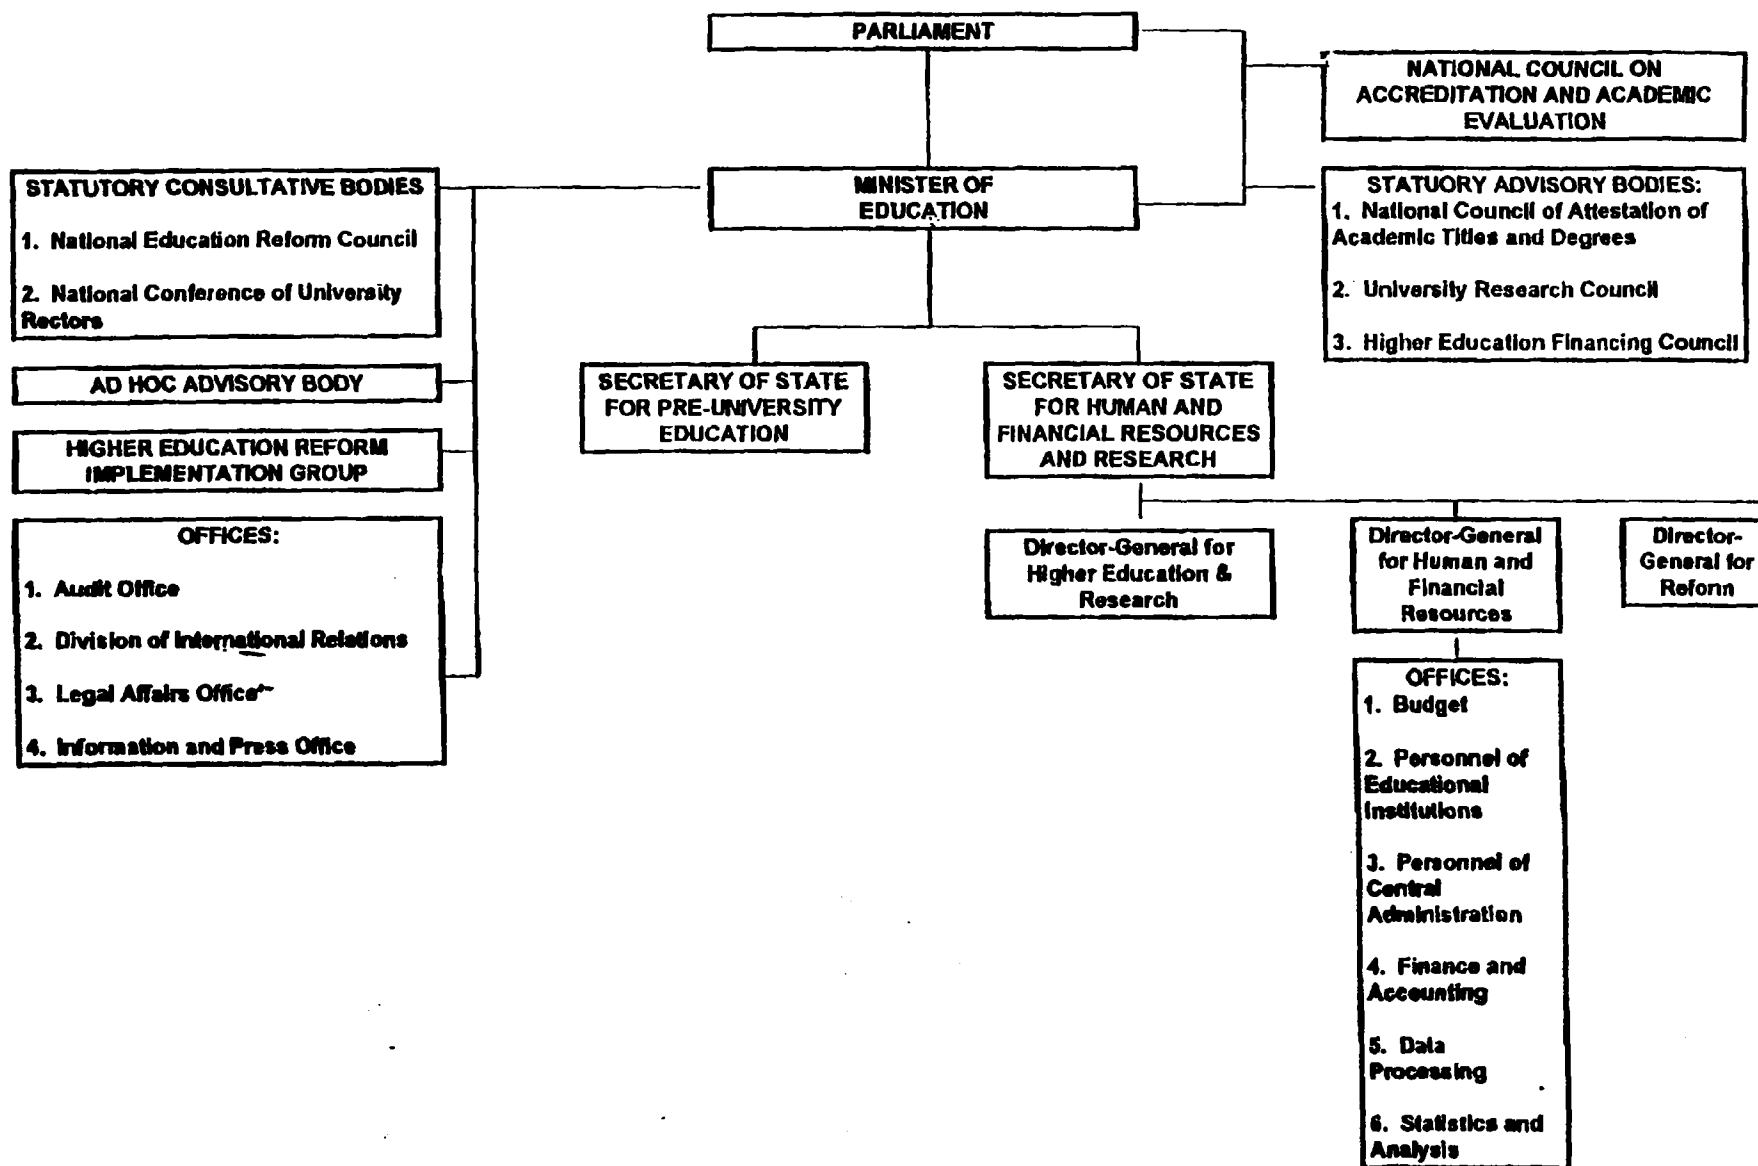 PARLIAMENT
NATIONAL COUNCIL ON
ACCREDITATION AND ACADEMIC
EVALUATION
STATUTORY CONSULTATIVE BODIES
1. National Education Reform Council
2. National Conference of University
Rectors
MINISTER OF
EDUCATION
STATUORY ADVISORY BODIES:
1. National Council of Attestation of
Academic Titles and Degrees
2. University Research Council
3. Higher Education Financing Council
AD HOC ADVISORY BODY
HIGHER EDUCATION REFORM
IMPLEMENTATION GROUP
OFFICES:
1. Audit Office
2. Division of International Relations
3. Legal Affairs Office
4. Information and Press Office
SECRETARY OF STATE
FOR PRE-UNIVERSITY
EDUCATION
SECRETARY OF STATE
FOR HUMAN AND
FINANCIAL RESOURCES
AND RESEARCH
Director-General for
Higher Education &
Research
Director-General
for Human and
Financial
Resources
Director-
General for
Reform
OFFICES:
1. Budget
2. Personnel of
Educational
Institutions
3. Personnel of
Central
Administration
4. Finance and
Accounting
5. Data
Processing
6. Statistics and
Analysis